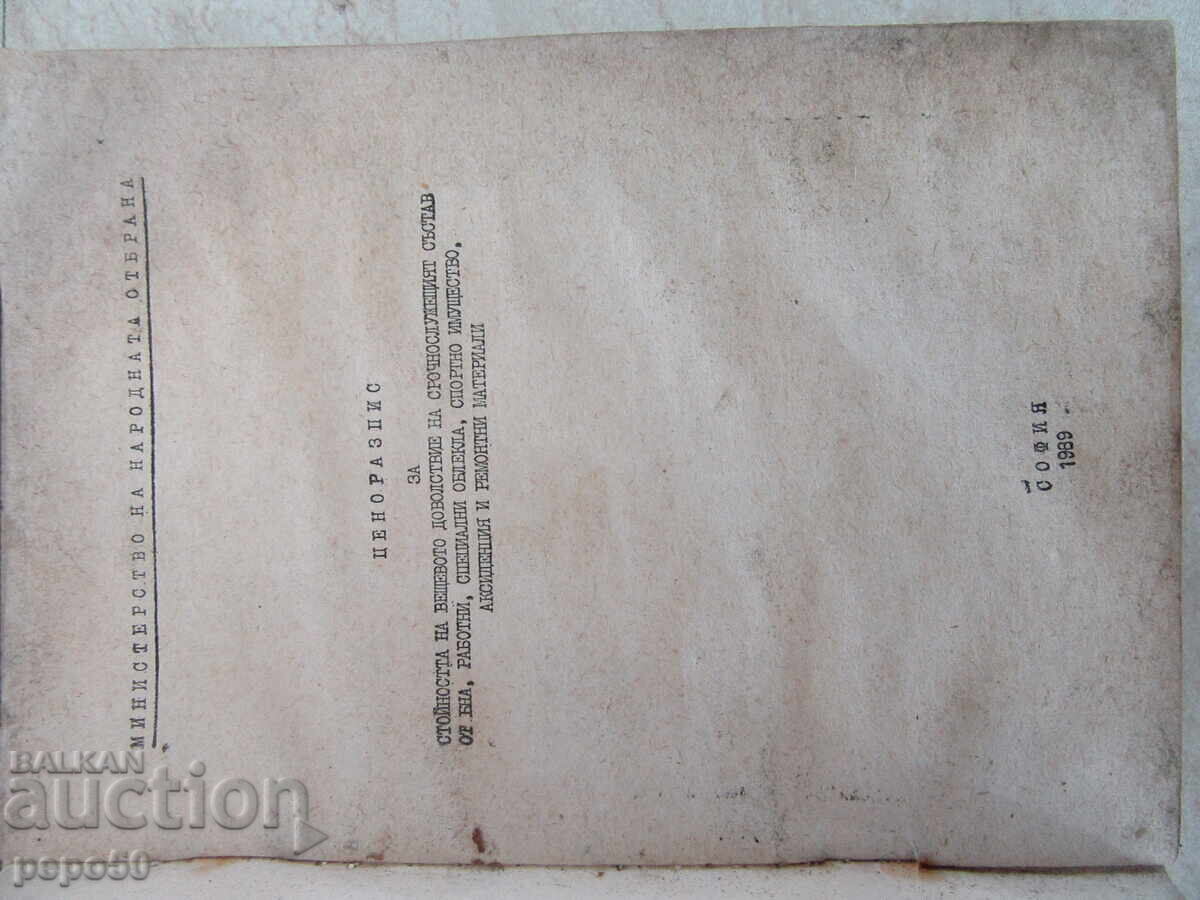 МИНИСТЕРСТВО НА НАРОДНАТА ОТБРАНА
ЦЕНОРАЗПИС
ЗА
СТОЙНОСТТА НА ВЕЩЕВОТО ДОВОЛСТВИЕ НА СРОЧНОСЛУЖЕЩИЯТ СЪСТАВ
ОТ БНА, РАБОТНИ, СПЕЦИАЛНИ ОБЛЕКЛА, СПОРТНО ИМУЩЕСТВО,
АКСИДЕНЦИЯ И РЕМОНТНИ МАТЕРИАЛИ
СОФИЯ
1989
BALKAN
auction
pepo50